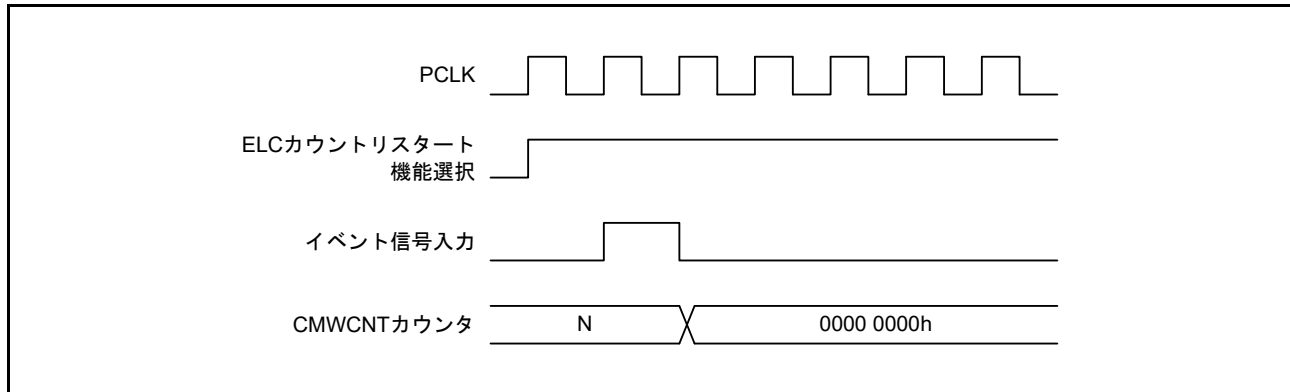 PCLK
ELCカウントリスタート
機能選択
イベント信号入力
CMWCNTカウンタ
N
0000 0000h